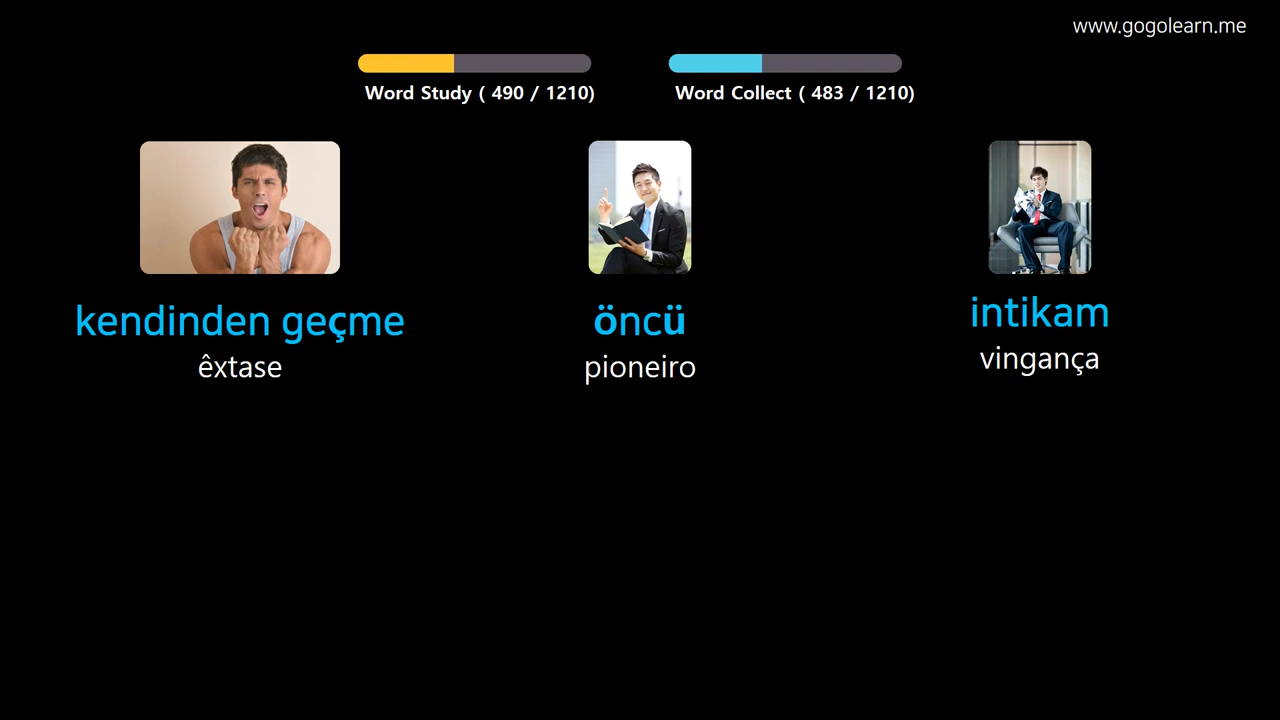 www.gogolearn.me
Word Study ( 490 / 1210)
Word Collect ( 483 / 1210)
kendinden geçme
êxtase
öncü
pioneiro
intikam
vingança